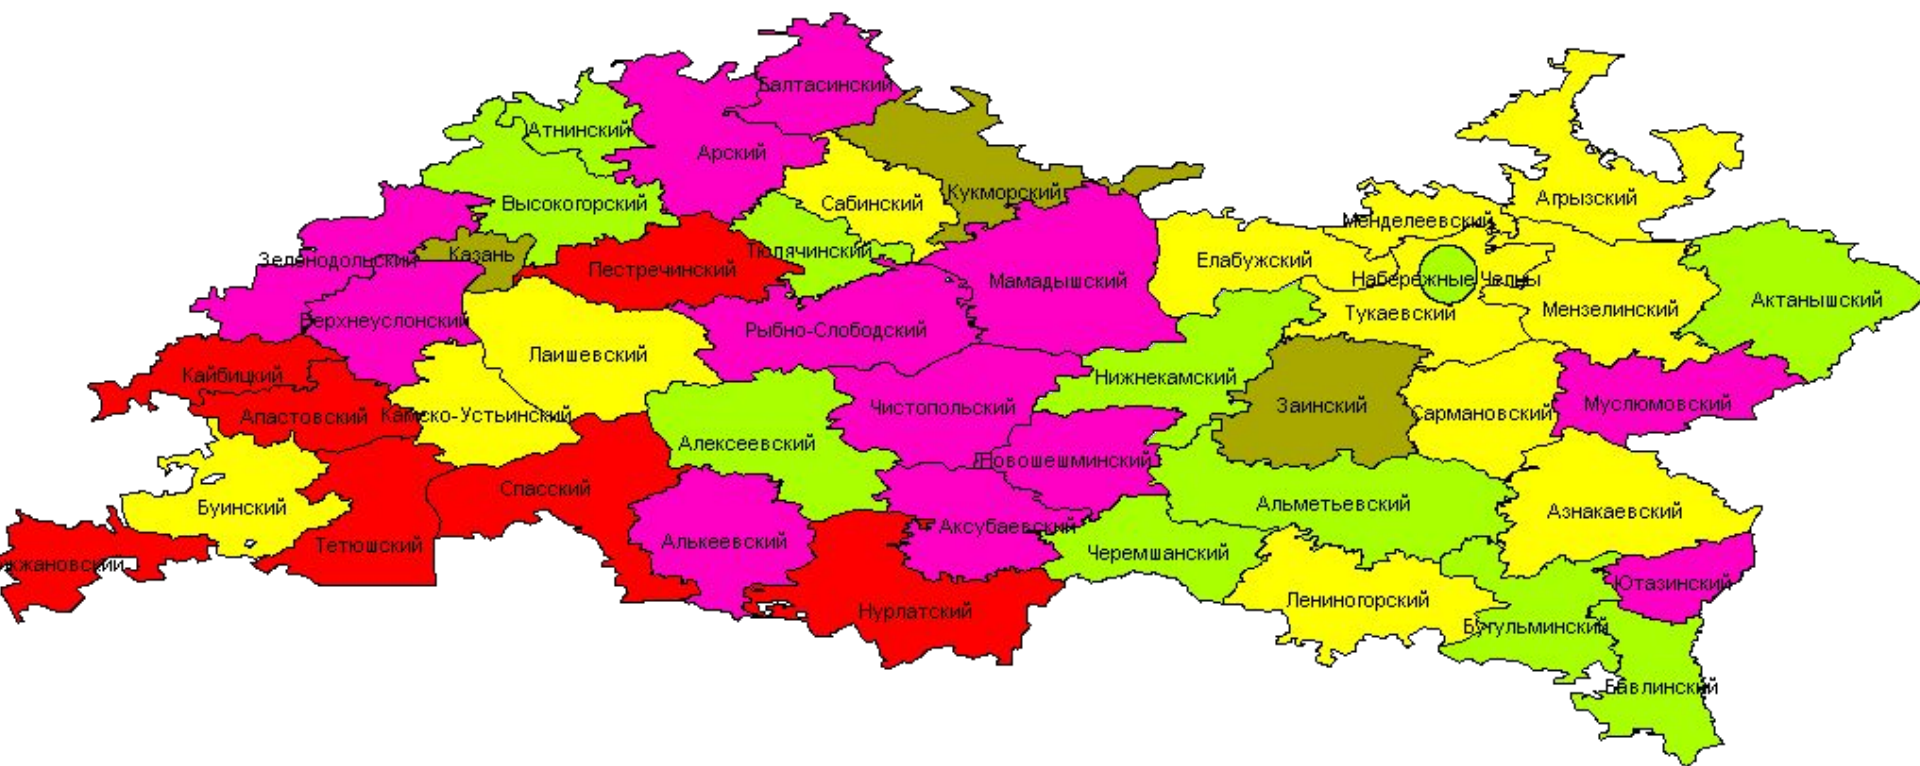 Балтасинский
Атнинский
Арский
Кукморский
Сабинский
Высокогорский
Агрызский
Менделеевский
Тюлячинский
Казань
Зеленодольский
Пестречинский
Елабужский
Мамадышский
Набережные Челны
Актанышский
Мензелинский
Тукаевский
Верхнеуслонский
Рыбно-Слободский
Лаишевский
Кайбицкий
Нижнекамский
Муслюмовский
Заинский
Чистопольский
Сармановский
Апастовский
Камско-Устьинский
Алексеевский
Новошешминский
Спасский
Альметьевский
Буинский
Азнакаевский
Аксубаевский
Алькеевский
Тетюшский
Черемшанский
жжановский
Ютазинский
Лениногорский
Нурлатский
Бугульминский
Бавлинский